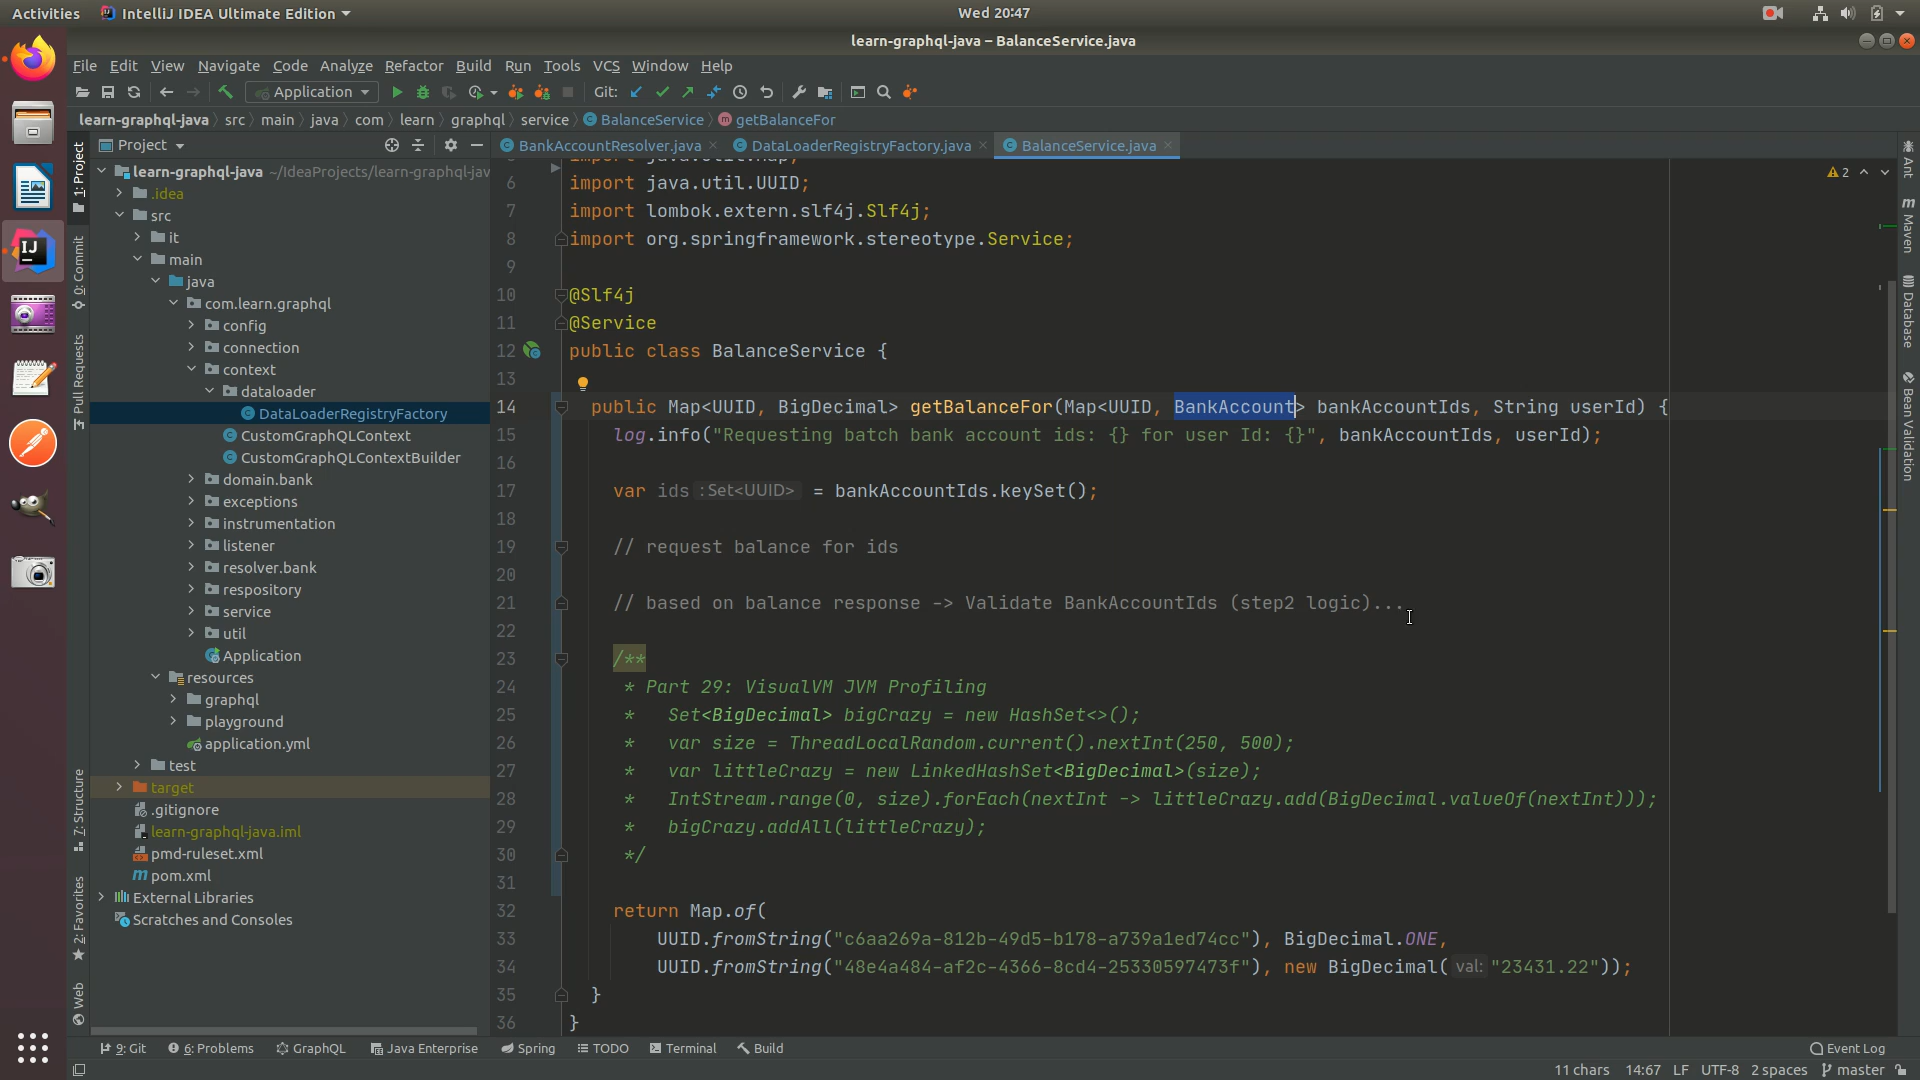 Activities
IntelliJ IDEA Ultimate Edition
Wed 20:47
learn-graphql-java – BalanceService.java
File Edit View Navigate Code Analyze Refactor Build Run Tools VCS Window Help
Application
Git:
learn-graphql-java src main java com learn graphql service BalanceService getBalanceFor
Project
BankAccountResolver.java
DataLoaderRegistryFactory.java
BalanceService.java
1: Project
0: Commit
Pull Requests
7: Structure
2: Favorites
Web
learn-graphql-java ~/IdeaProjects/learn-graphql-jav
.idea
src
it
main
java
com.learn.graphql
config
connection
context
dataloader
DataLoaderRegistryFactory
CustomGraphQLContext
CustomGraphQLContextBuilder
domain.bank
exceptions
instrumentation
listener
resolver.bank
respository
service
util
Application
resources
graphql
playground
application.yml
test
target
.gitignore
learn-graphql-java.iml
pmd-ruleset.xml
pom.xml
External Libraries
Scratches and Consoles
6 import java.util.UUID;
7 import lombok.extern.slf4j.Slf4j;
8 import org.springframework.stereotype.Service;
9
10 @Slf4j
11 @Service
12 public class BalanceService {
13
14 public Map<UUID, BigDecimal> getBalanceFor(Map<UUID, BankAccount> bankAccountIds, String userId) {
15 log.info("Requesting batch bank account ids: {} for user Id: {}", bankAccountIds, userId);
16
17 var ids : Set<UUID> = bankAccountIds.keySet();
18
19 // request balance for ids
20
21 // based on balance response -> Validate BankAccountIds (step2 logic)...
22
23 /**
24 * Part 29: VisualVM JVM Profiling
25 * Set<BigDecimal> bigCrazy = new HashSet<>();
26 * var size = ThreadLocalRandom.current().nextInt(250, 500);
27 * var littleCrazy = new LinkedHashSet<BigDecimal>(size);
28 * IntStream.range(0, size).forEach(nextInt -> littleCrazy.add(BigDecimal.valueOf(nextInt)));
29 * bigCrazy.addAll(littleCrazy);
30 */
31
32 return Map.of(
33 UUID.fromString("c6aa269a-812b-49d5-b178-a739a1ed74cc"), BigDecimal.ONE,
34 UUID.fromString("48e4a484-af2c-4366-8cd4-25330597473f"), new BigDecimal( val: "23431.22"));
35 }
36 }
2
Ant
Maven
Database
Bean Validation
9: Git 6: Problems GraphQL Java Enterprise Spring TODO Terminal Build Event Log
11 chars 14:67 LF UTF-8 2 spaces master